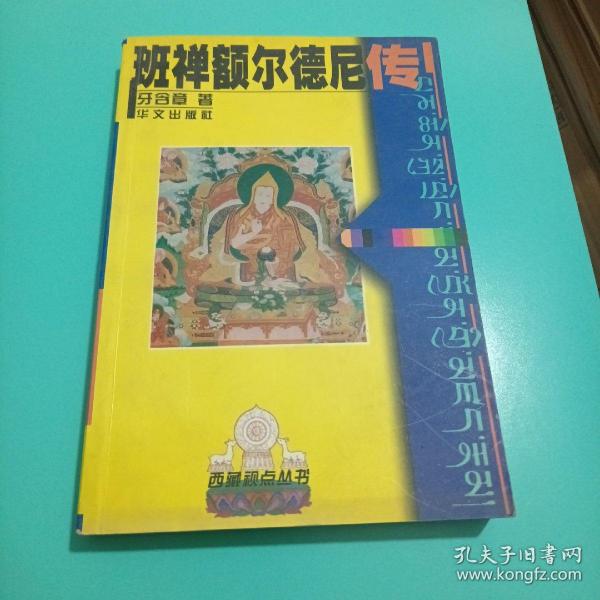 班禅额尔德尼传
牙含章 著
华文出版社
西藏视点丛书
孔夫子旧书网
www.kongfz.com